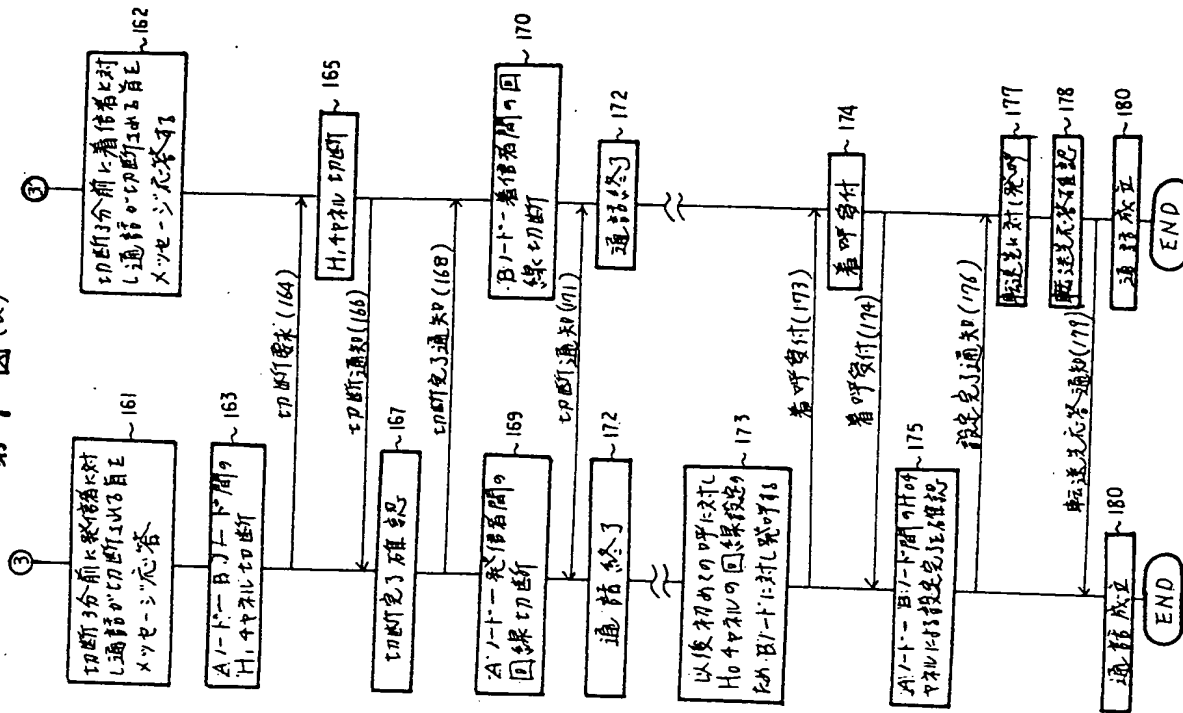 第 図(2)
③
切断3分前に発信者に対
し通話が切断される旨を
メッセージ応答
161
Aノード－Bノード間の
H₁チャネル切断
163
切断完了確認
167
Aノード－発信者間の
回線切断
169
通話終了
172
以後初めての呼に対し
H₀チャネルの回線設定の
ためBノードに対し発呼する
173
Aノード－Bノード間のH₀チ
ャネルによる設定完了を確認
175
通話成立
180
END
切断要求(164)
切断通知(166)
切断完了通知(168)
切断通知(171)
着呼受付(173)
着呼受付(174)
設定完了通知(176)
転送先応答通知(179)
③
切断3分前に着信者に対
し通話が切断される旨を
メッセージ応答する
162
H₁チャネル切断
165
Bノード－着信者間の回
線を切断
170
通話終了
172
着呼受付
174
転送先に対し発呼
177
転送先応答確認
178
通話成立
180
END